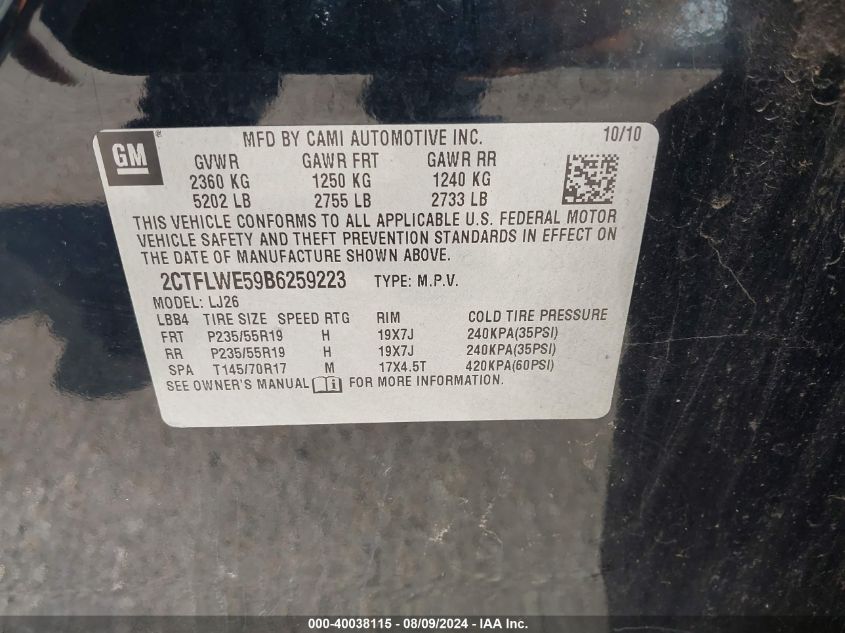 GM
MFD BY CAMI AUTOMOTIVE INC. 10/10
GVWR GAWR FRT GAWR RR
2360 KG 1250 KG 1240 KG
5202 LB 2755 LB 2733 LB
THIS VEHICLE CONFORMS TO ALL APPLICABLE U.S. FEDERAL MOTOR
VEHICLE SAFETY AND THEFT PREVENTION STANDARDS IN EFFECT ON
THE DATE OF MANUFACTURE SHOWN ABOVE.
2CTFLWE59B6259223 TYPE: M.P.V.
MODEL: LJ26
LBB4 TIRE SIZE SPEED RTG RIM COLD TIRE PRESSURE
FRT P235/55R19 H 19X7J 240KPA(35PSI)
RR P235/55R19 H 19X7J 240KPA(35PSI)
SPA T145/70R17 M 17X4.5T 420KPA(60PSI)
SEE OWNER'S MANUAL FOR MORE INFORMATION.
000-40038115 - 08/09/2024 - IAA Inc.